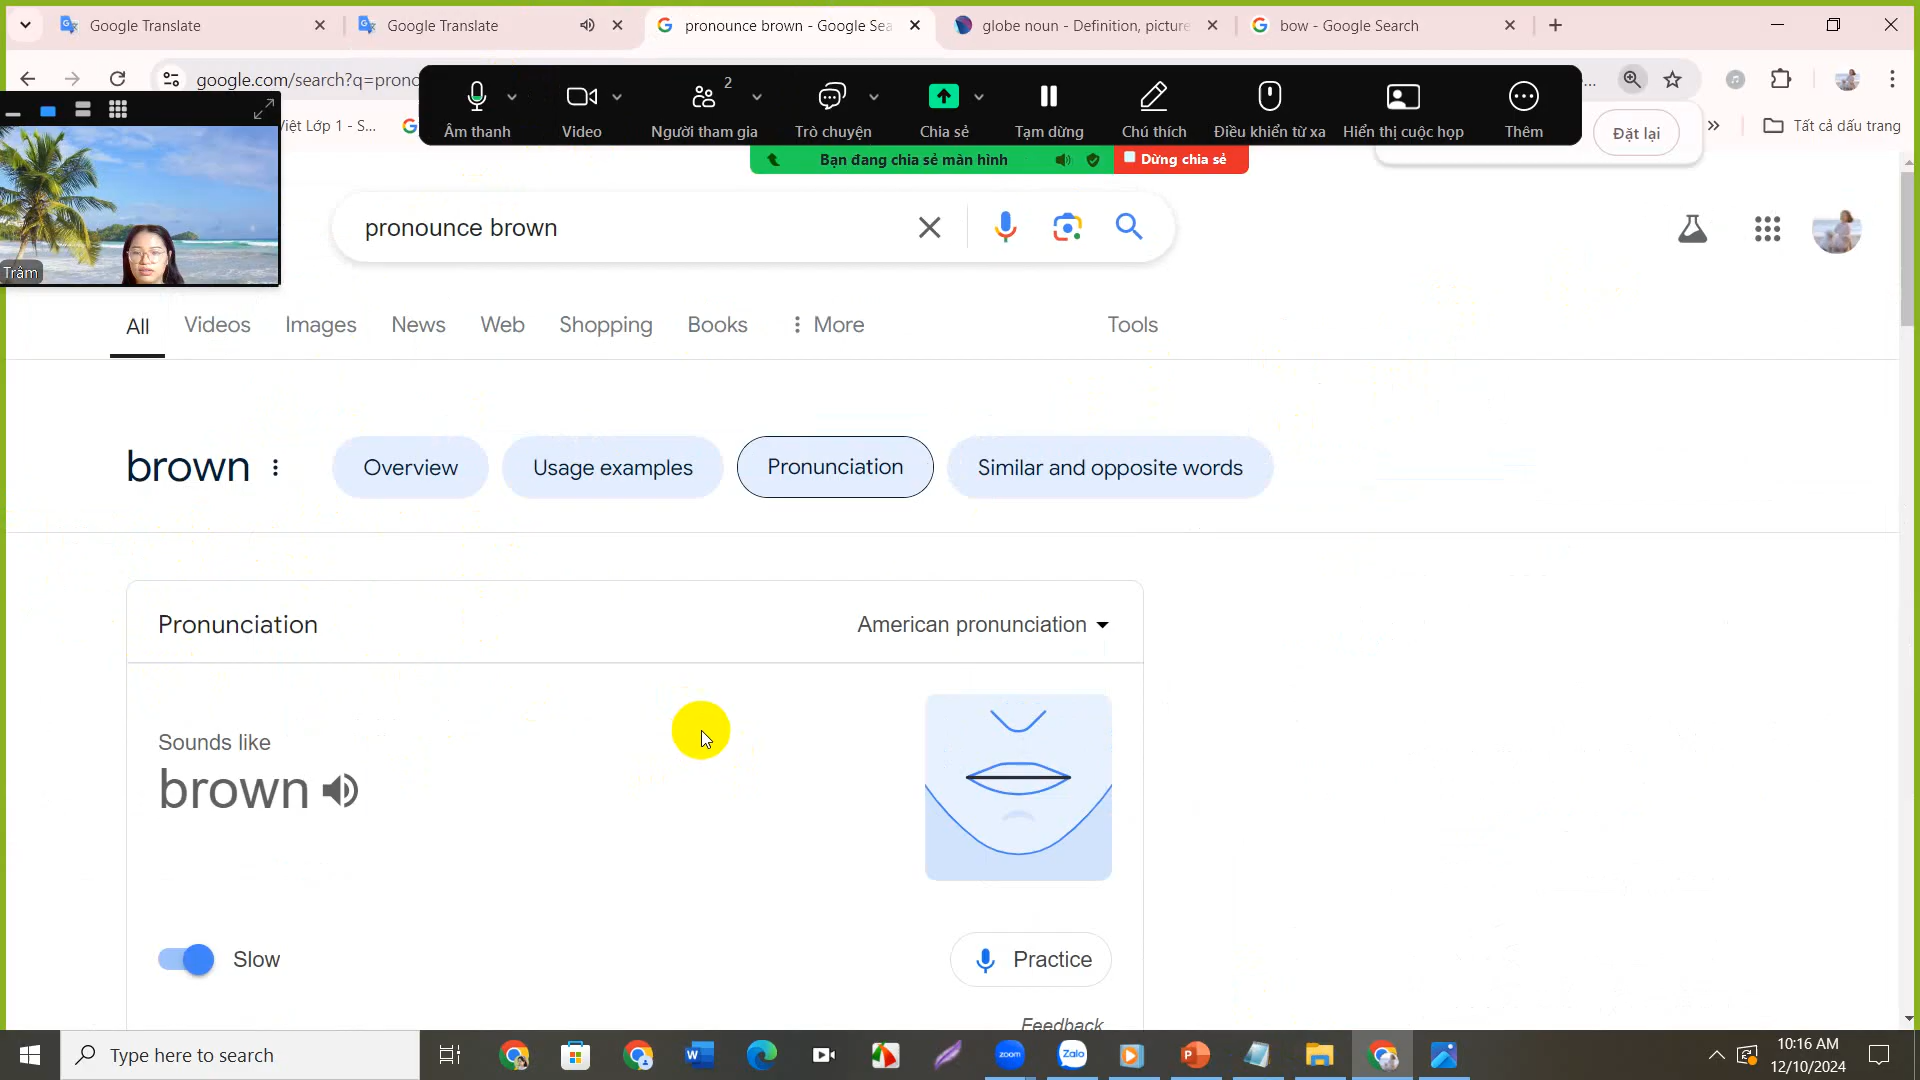 Google Translate
Google Translate
pronounce brown - Google Sea
globe noun - Definition, picture
bow - Google Search
google.com/search?q=prono
Âm thanh
Video
2
Người tham gia
Trò chuyện
Chia sẻ
Tạm dừng
Chú thích
Điều khiển từ xa
Hiển thị cuộc họp
Thêm
iệt Lớp 1 - S...
Đặt lại
Tất cả dấu trang
Bạn đang chia sẻ màn hình
Dừng chia sẻ
Trâm
pronounce brown
All
Videos
Images
News
Web
Shopping
Books
More
Tools
brown
Overview
Usage examples
Pronunciation
Similar and opposite words
Pronunciation
American pronunciation
Sounds like
brown
Slow
Practice
Feedback
Type here to search
zoom
Zalo
10:16 AM
12/10/2024